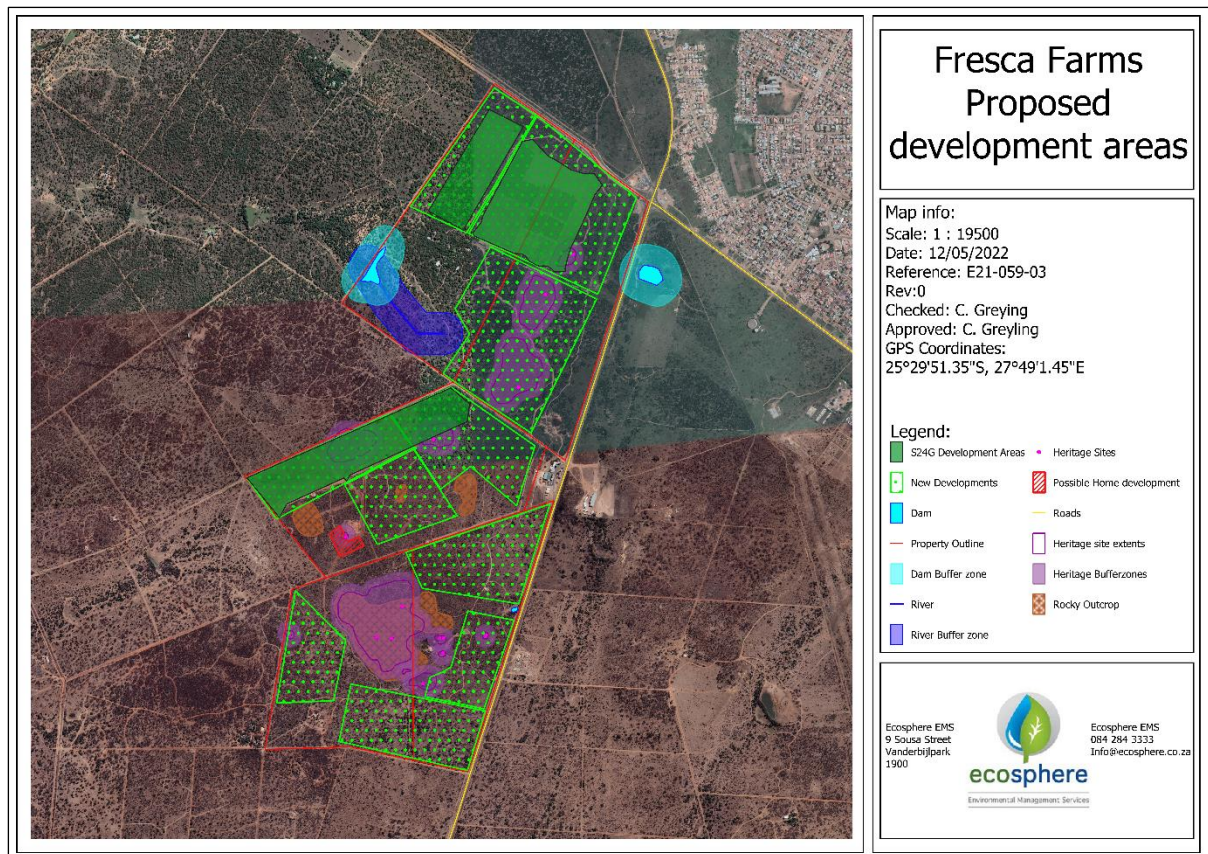 Fresca Farms
Proposed
development areas
Map info:
Scale: 1 : 19500
Date: 12/05/2022
Reference: E21-059-03
Rev:0
Checked: C. Greying
Approved: C. Greyling
GPS Coordinates:
25°29'51.35"S, 27°49'1.45"E
Legend:
S24G Development Areas
New Developments
Dam
Property Outline
Dam Buffer zone
River
River Buffer zone
Heritage Sites
Possible Home development
Roads
Heritage site extents
Heritage Bufferzones
Rocky Outcrop
Ecosphere EMS
9 Sousa Street
Vanderbijlpark
1900
ecosphere
Environmental Management Services
Ecosphere EMS
084 284 3333
Info@ecosphere.co.za